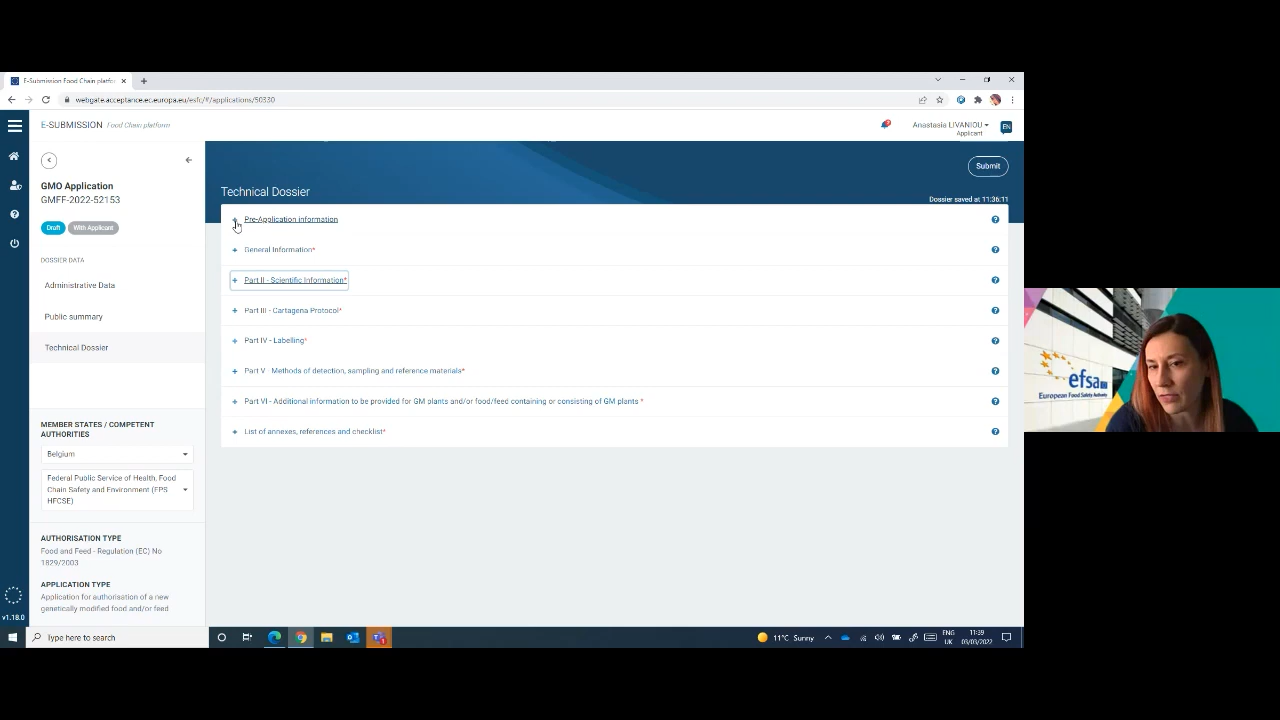 E-Submission Food Chain platfo
webgate.acceptance.ec.europa.eu/esfc/#/applications/50330
E-SUBMISSION Food Chain platform
Anastasia LIVANIOU
Applicant
EN
GMO Application
GMFF-2022-52153
Draft
With Applicant
DOSSIER DATA
Administrative Data
Public summary
Technical Dossier
MEMBER STATES / COMPETENT
AUTHORITIES
Belgium
Federal Public Service of Health, Food
Chain Safety and Environment (FPS
HFCSE)
AUTHORISATION TYPE
Food and Feed - Regulation (EC) No
1829/2003
APPLICATION TYPE
Application for authorisation of a new
genetically modified food and/or feed
v1.18.0
Submit
Technical Dossier
Dossier saved at 11:36:11
+ Pre-Application information
+ General Information*
+ Part II - Scientific Information*
+ Part III - Cartagena Protocol*
+ Part IV - Labelling*
+ Part V - Methods of detection, sampling and reference materials*
+ Part VI - Additional information to be provided for GM plants and/or food/feed containing or consisting of GM plants *
+ List of annexes, references and checklist*
efsa
European Food Safety Authority
Type here to search
11°C Sunny
ENG
UK
11:39
03/03/2022